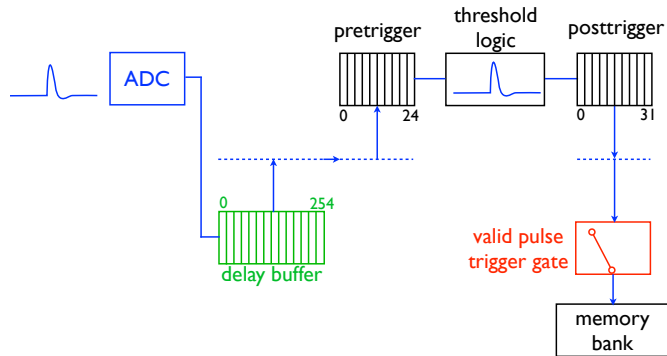 pretrigger
threshold
logic
posttrigger
ADC
0
24
0
31
0
254
delay buffer
valid pulse
trigger gate
memory
bank